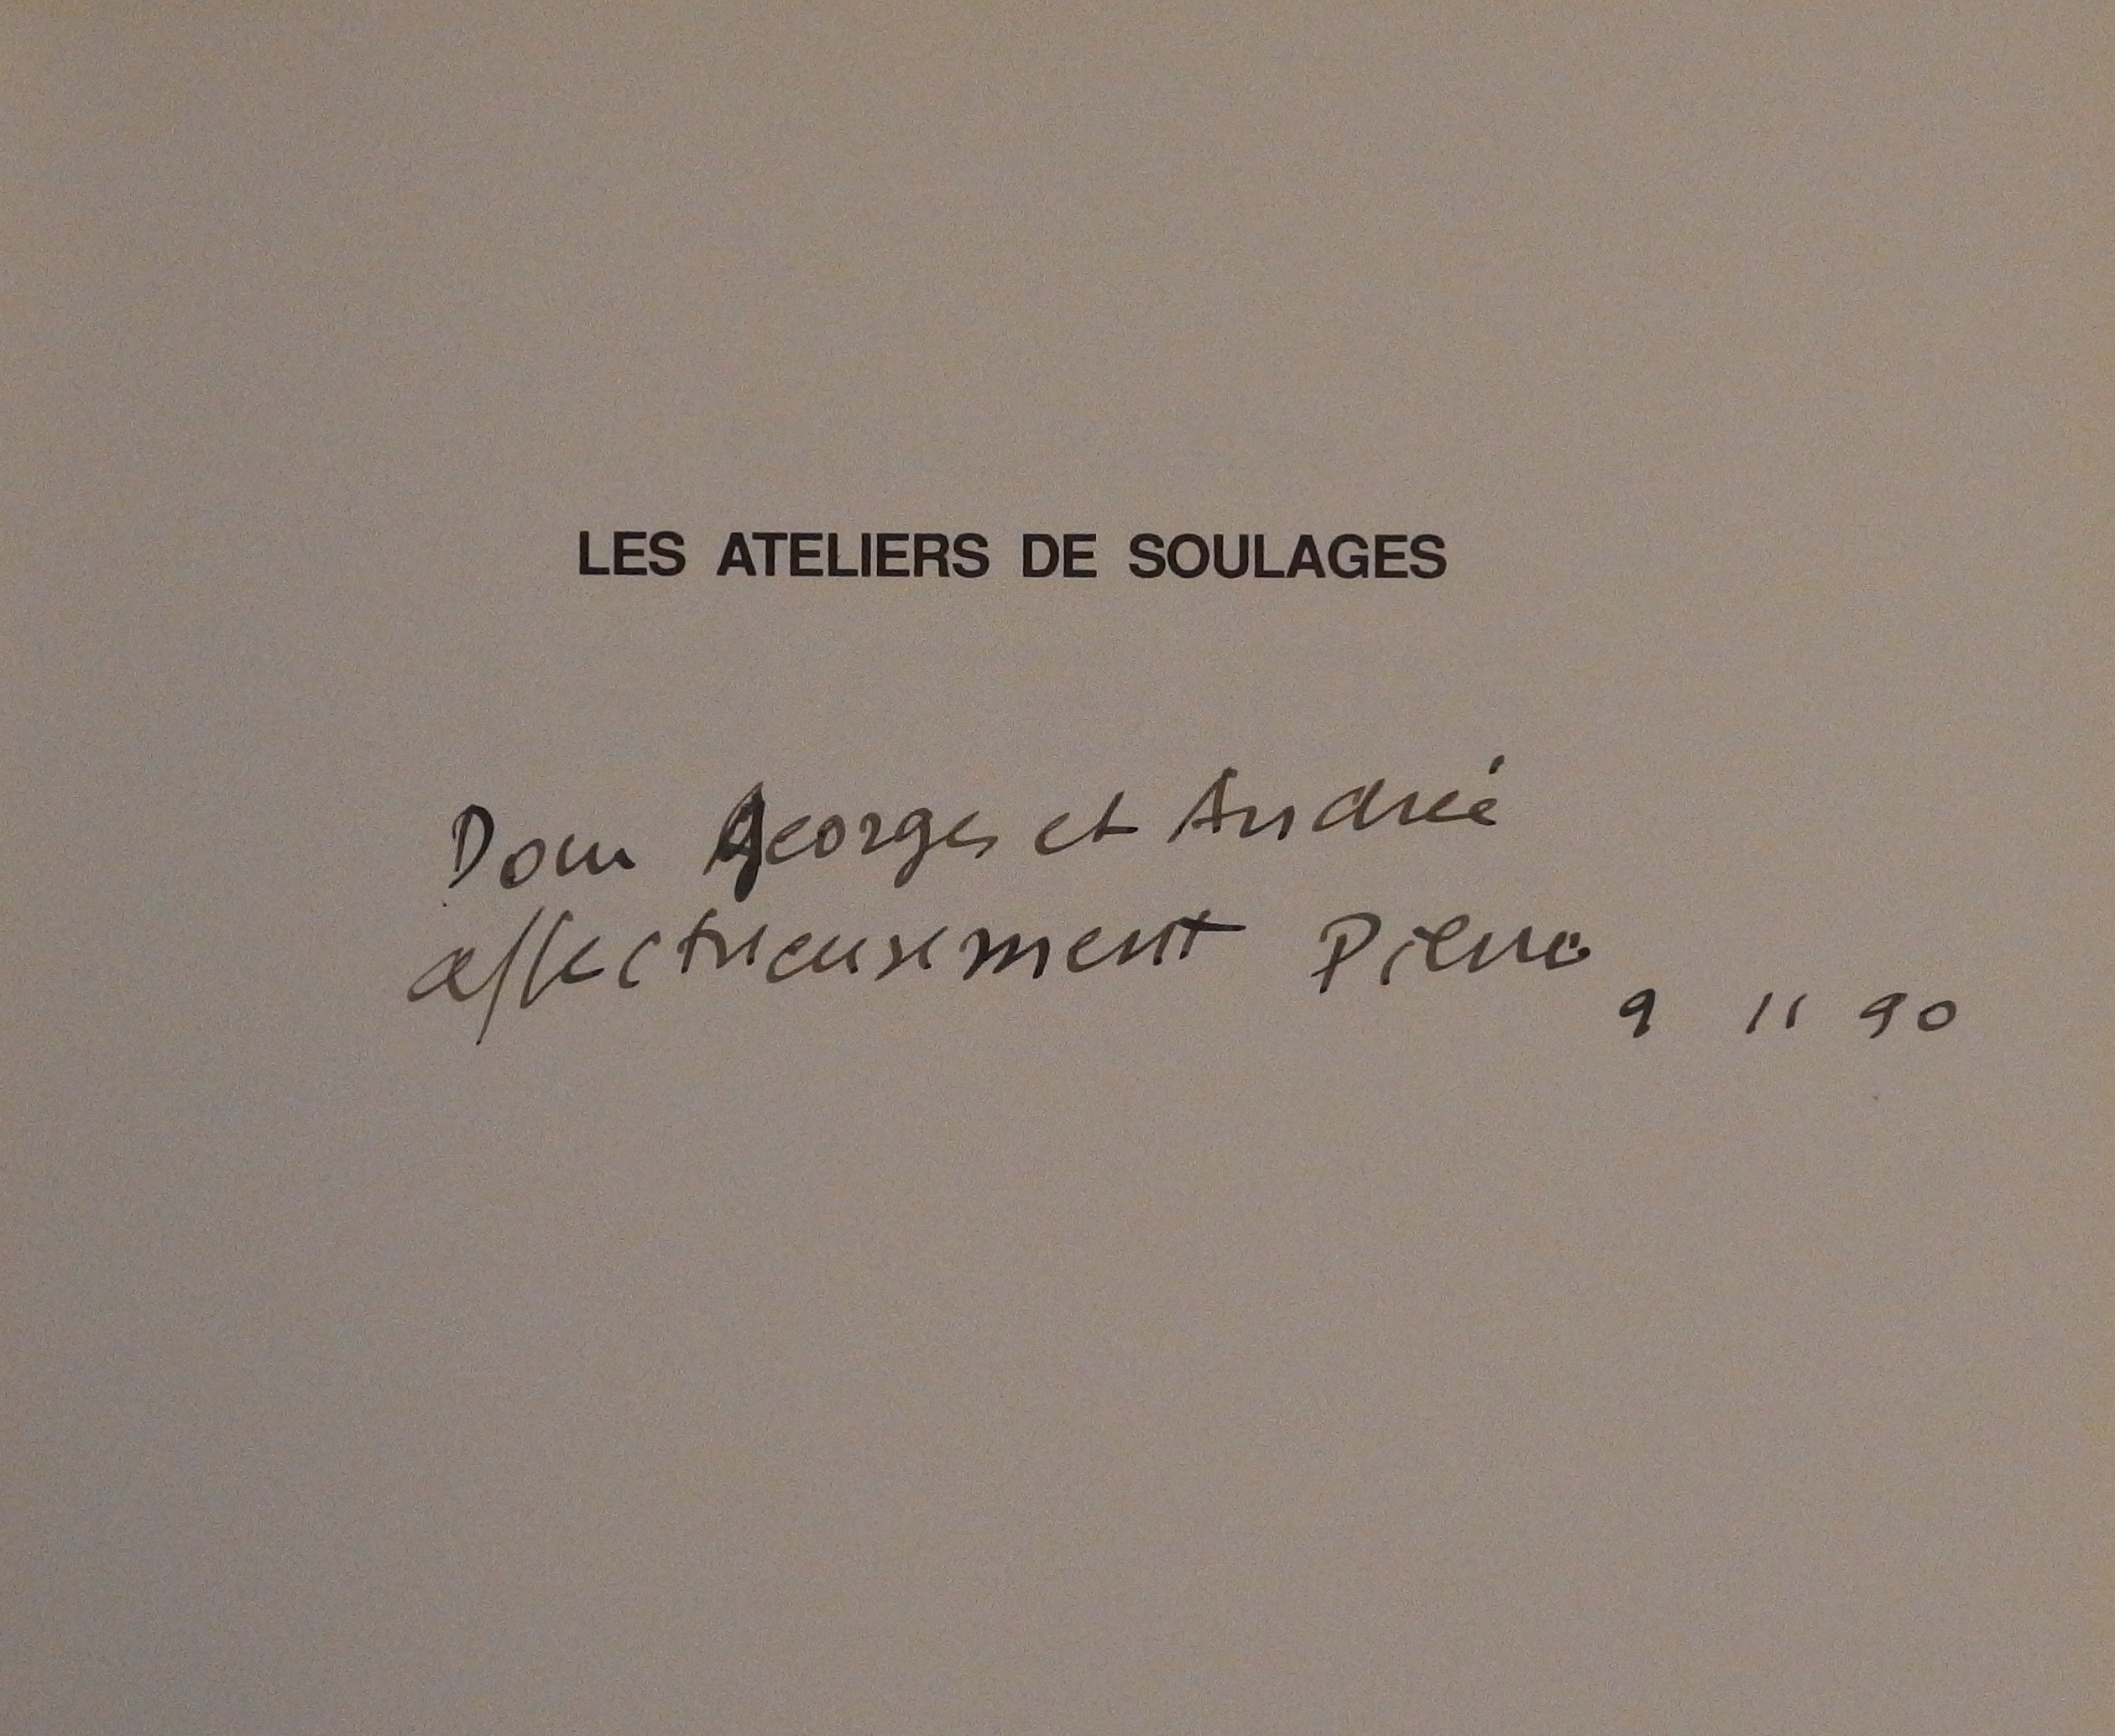 LES ATELIERS DE SOULAGES
Pour Georges et Andrée
affectueusement Pierre
9 11 90